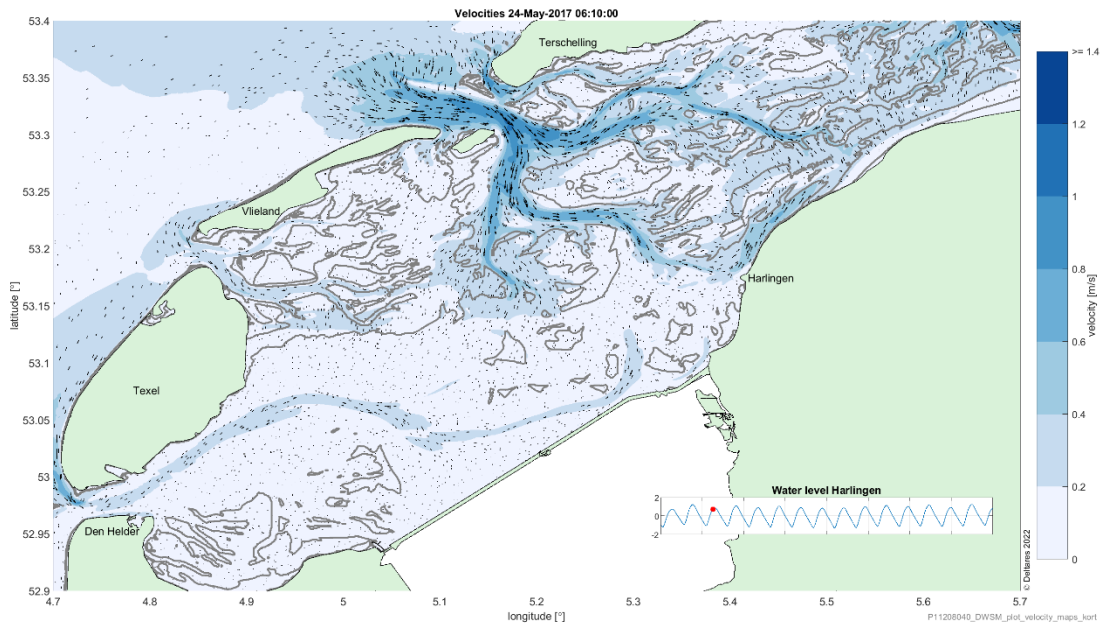 Velocities 24-May-2017 06:10:00
53.4
53.35
53.3
53.25
53.2
53.15
53.1
53.05
53
52.95
52.9
latitude [°]
Terschelling
Vlieland
Harlingen
Texel
Den Helder
Water level Harlingen
2
0
-2
4.7
4.8
4.9
5
5.1
5.2
5.3
5.4
5.5
5.6
5.7
longitude [°]
>= 1.4
1.2
1
0.8
0.6
0.4
0.2
0
velocity [m/s]
© Deltares 2022
P11208040_DWSM_plot_velocity_maps_kort